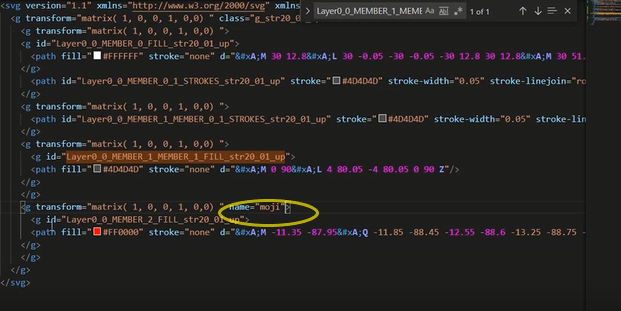 <svg version="1.1" xmlns="http://www.w3.org/2000/svg" xmlns
Layer0_0_MEMBER_1_MEME Aa ab .* 1 of 1
<g transform="matrix( 1, 0, 0, 1, 0,0) " class="g_str20_0
<g transform="matrix( 1, 0, 0, 1, 0,0) ">
<g id="Layer0_0_MEMBER_0_FILL_str20_01_up">
<path fill="#FFFFFF" stroke="none" d="&#xA;M 30 12.8&#xA;L 30 -0.05 -30 -0.05 -30 12.8 30 12.8&#xA;M 30 51.
</g>
<path id="Layer0_0_MEMBER_0_1_STROKES_str20_01_up" stroke="#4D4D4D" stroke-width="0.05" stroke-linejoin="ro
</g>
<g transform="matrix( 1, 0, 0, 1, 0,0) ">
<path id="Layer0_0_MEMBER_1_MEMBER_0_1_STROKES_str20_01_up" stroke="#4D4D4D" stroke-width="0.05" stroke-lin
</g>
<g transform="matrix( 1, 0, 0, 1, 0,0) ">
<g id="Layer0_0_MEMBER_1_MEMBER_1_FILL_str20_01_up">
<path fill="#4D4D4D" stroke="none" d="&#xA;M 0 90&#xA;L 4 80.05 -4 80.05 0 90 Z"/>
</g>
</g>
</g>
<g transform="matrix( 1, 0, 0, 1, 0,0) " name="moji">
<g id="Layer0_0_MEMBER_2_FILL_str20_01_up">
<path fill="#FF0000" stroke="none" d="&#xA;M -11.35 -87.95&#xA;Q -11.85 -88.45 -12.55 -88.6 -13.25 -88.75 -
</g>
</g>
</g>
</svg>